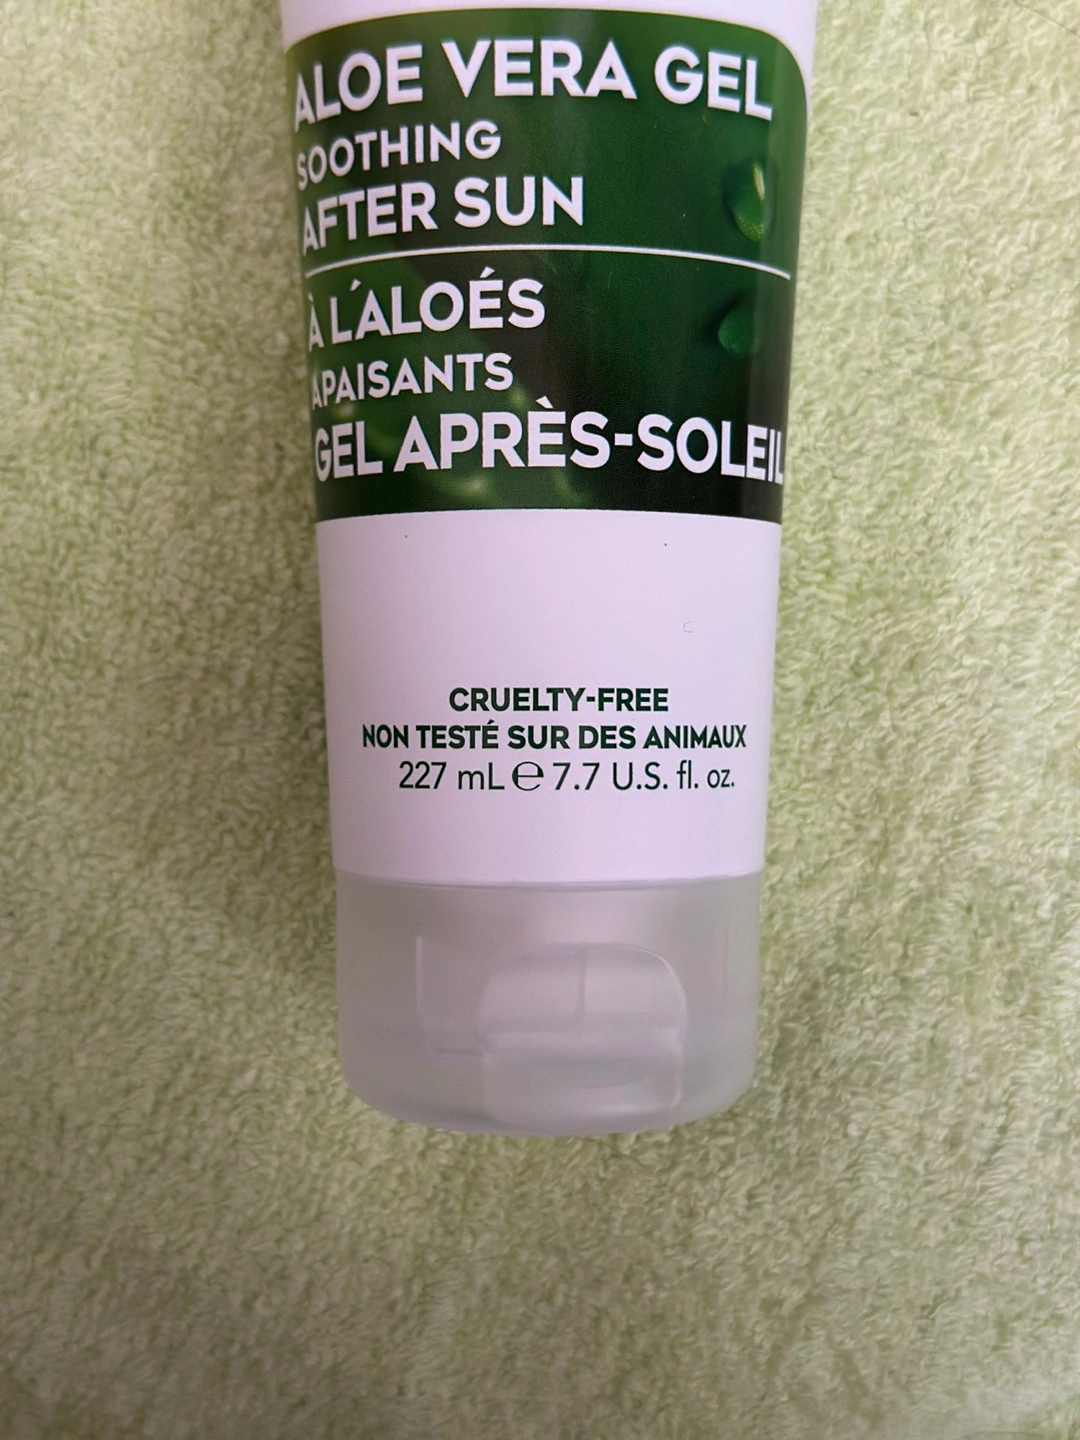 ALOE VERA GEL
SOOTHING
AFTER SUN
À L'ALOÉS
APAISANTS
GEL APRÈS-SOLEIL
CRUELTY-FREE
NON TESTÉ SUR DES ANIMAUX
227 mL ℮ 7.7 U.S. fl. oz.